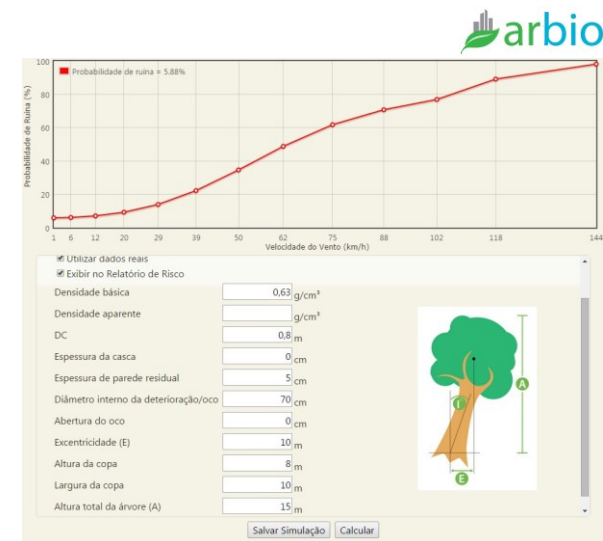 arbio
100
Probabilidade de ruína = 5.88%
80
60
40
20
0
Probabilidade de Ruína (%)
1 6 12 20 29 39 50 62 75 88 102 118 144
Velocidade do Vento (km/h)
Utilizar dados reais
Exibir no Relatório de Risco
Densidade básica 0,63 g/cm³
Densidade aparente g/cm³
DC 0,8 m
Espessura da casca 0 cm
Espessura de parede residual 5 cm
Diâmetro interno da deterioração/oco 70 cm
Abertura do oco 0 cm
Excentricidade (E) 10 m
Altura da copa 8 m
Largura da copa 10 m
Altura total da árvore (A) 15 m
A
I
E
Salvar Simulação Calcular